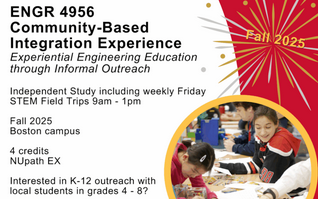 ENGR 4956
Community-Based
Integration Experience
Experiential Engineering Education
through Informal Outreach
Fall 2025
Independent Study including weekly Friday
STEM Field Trips 9am - 1pm
Fall 2025
Boston campus
4 credits
NUpath EX
Interested in K-12 outreach with
local students in grades 4 - 8?